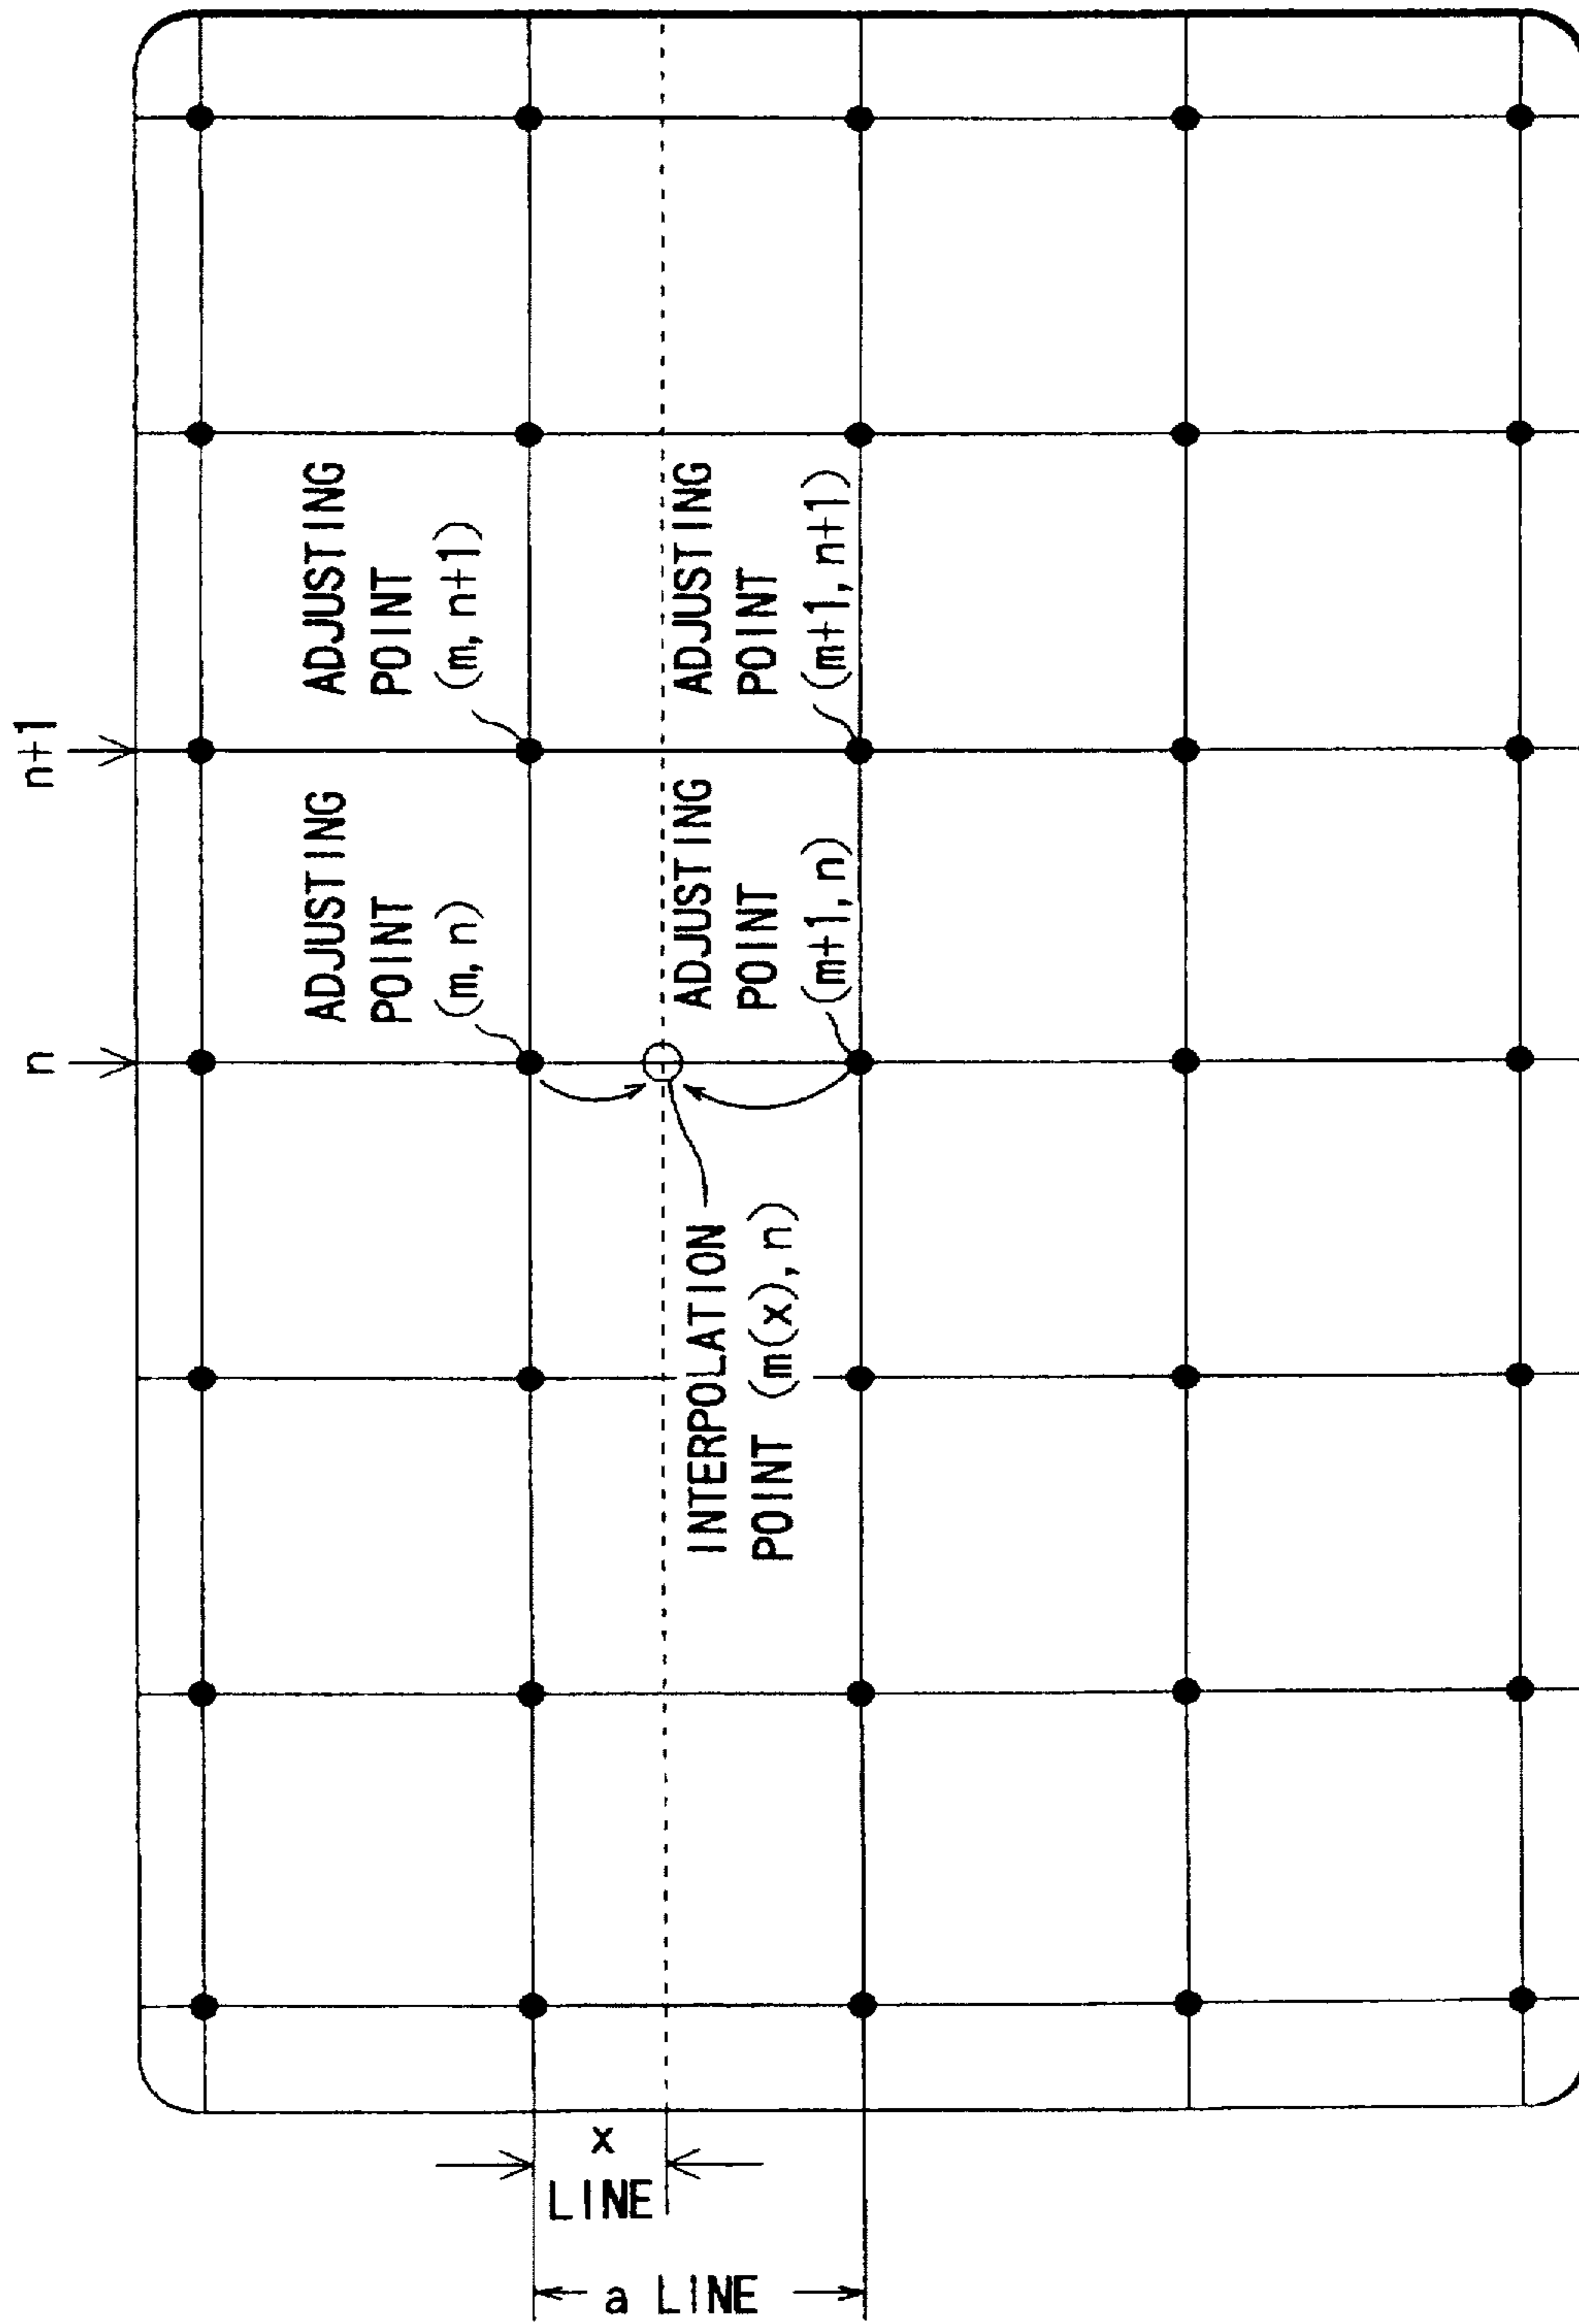 n
n+1
ADJUSTING
POINT
(m, n)
ADJUSTING
POINT
(m, n+1)
ADJUSTING
POINT
(m+1, n)
ADJUSTING
POINT
(m+1, n+1)
INTERPOLATION
POINT (m(x), n)
x
LINE
a LINE